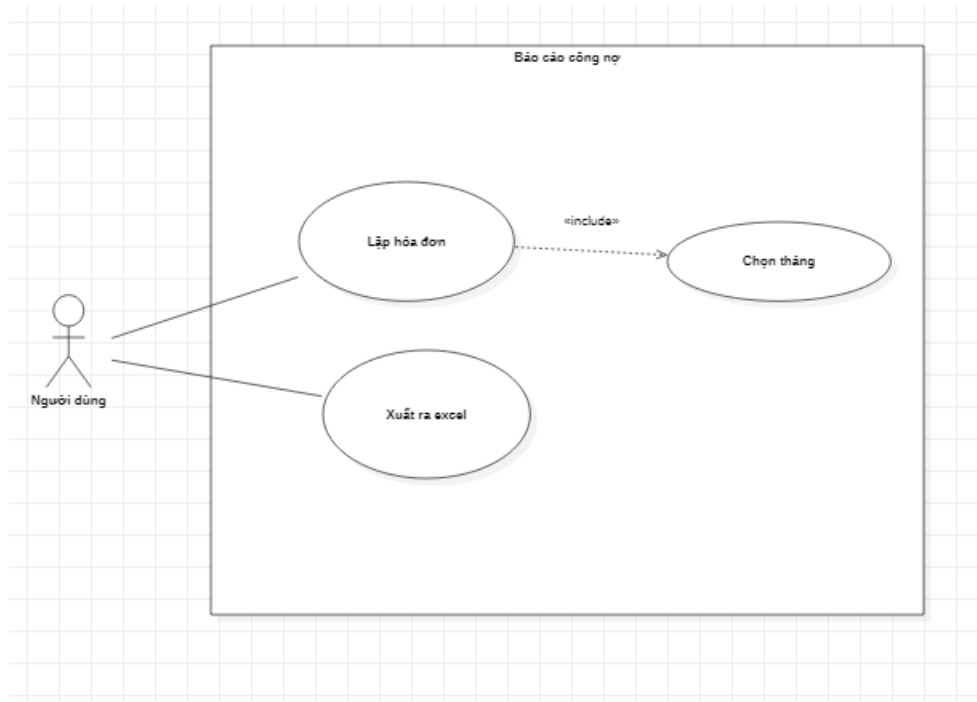 Báo cáo công nợ
«include»
Lập hóa đơn
Chọn tháng
Người dùng
Xuất ra excel